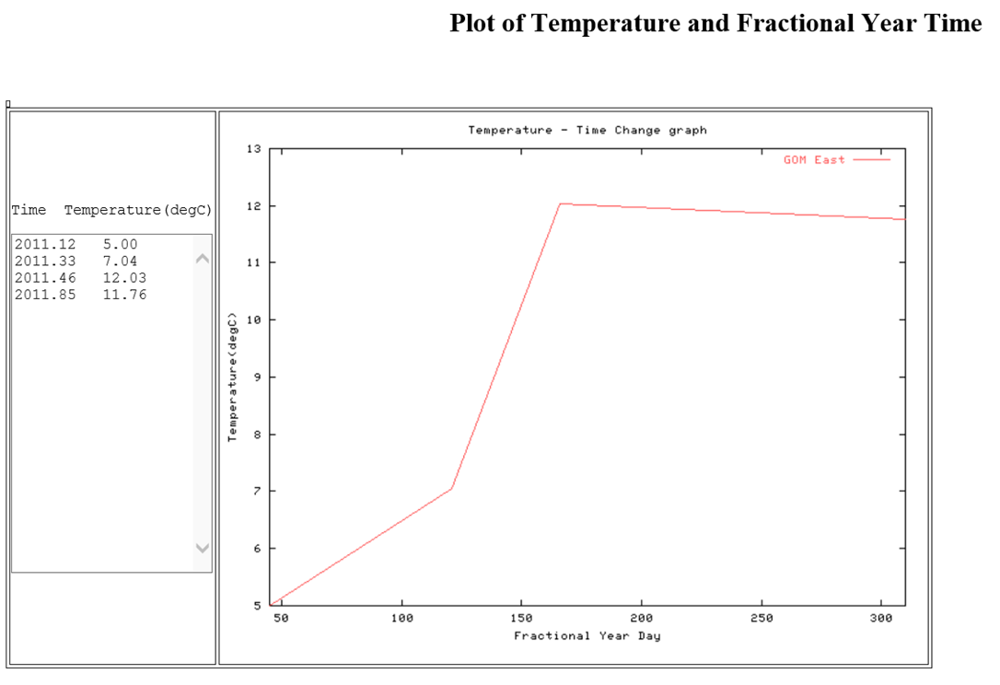 Plot of Temperature and Fractional Year Time
Time Temperature(degC)
2011.12 5.00
2011.33 7.04
2011.46 12.03
2011.85 11.76
Temperature - Time Change graph
GOM East
13
12
11
10
9
8
7
6
5
Temperature(degC)
50 100 150 200 250 300
Fractional Year Day